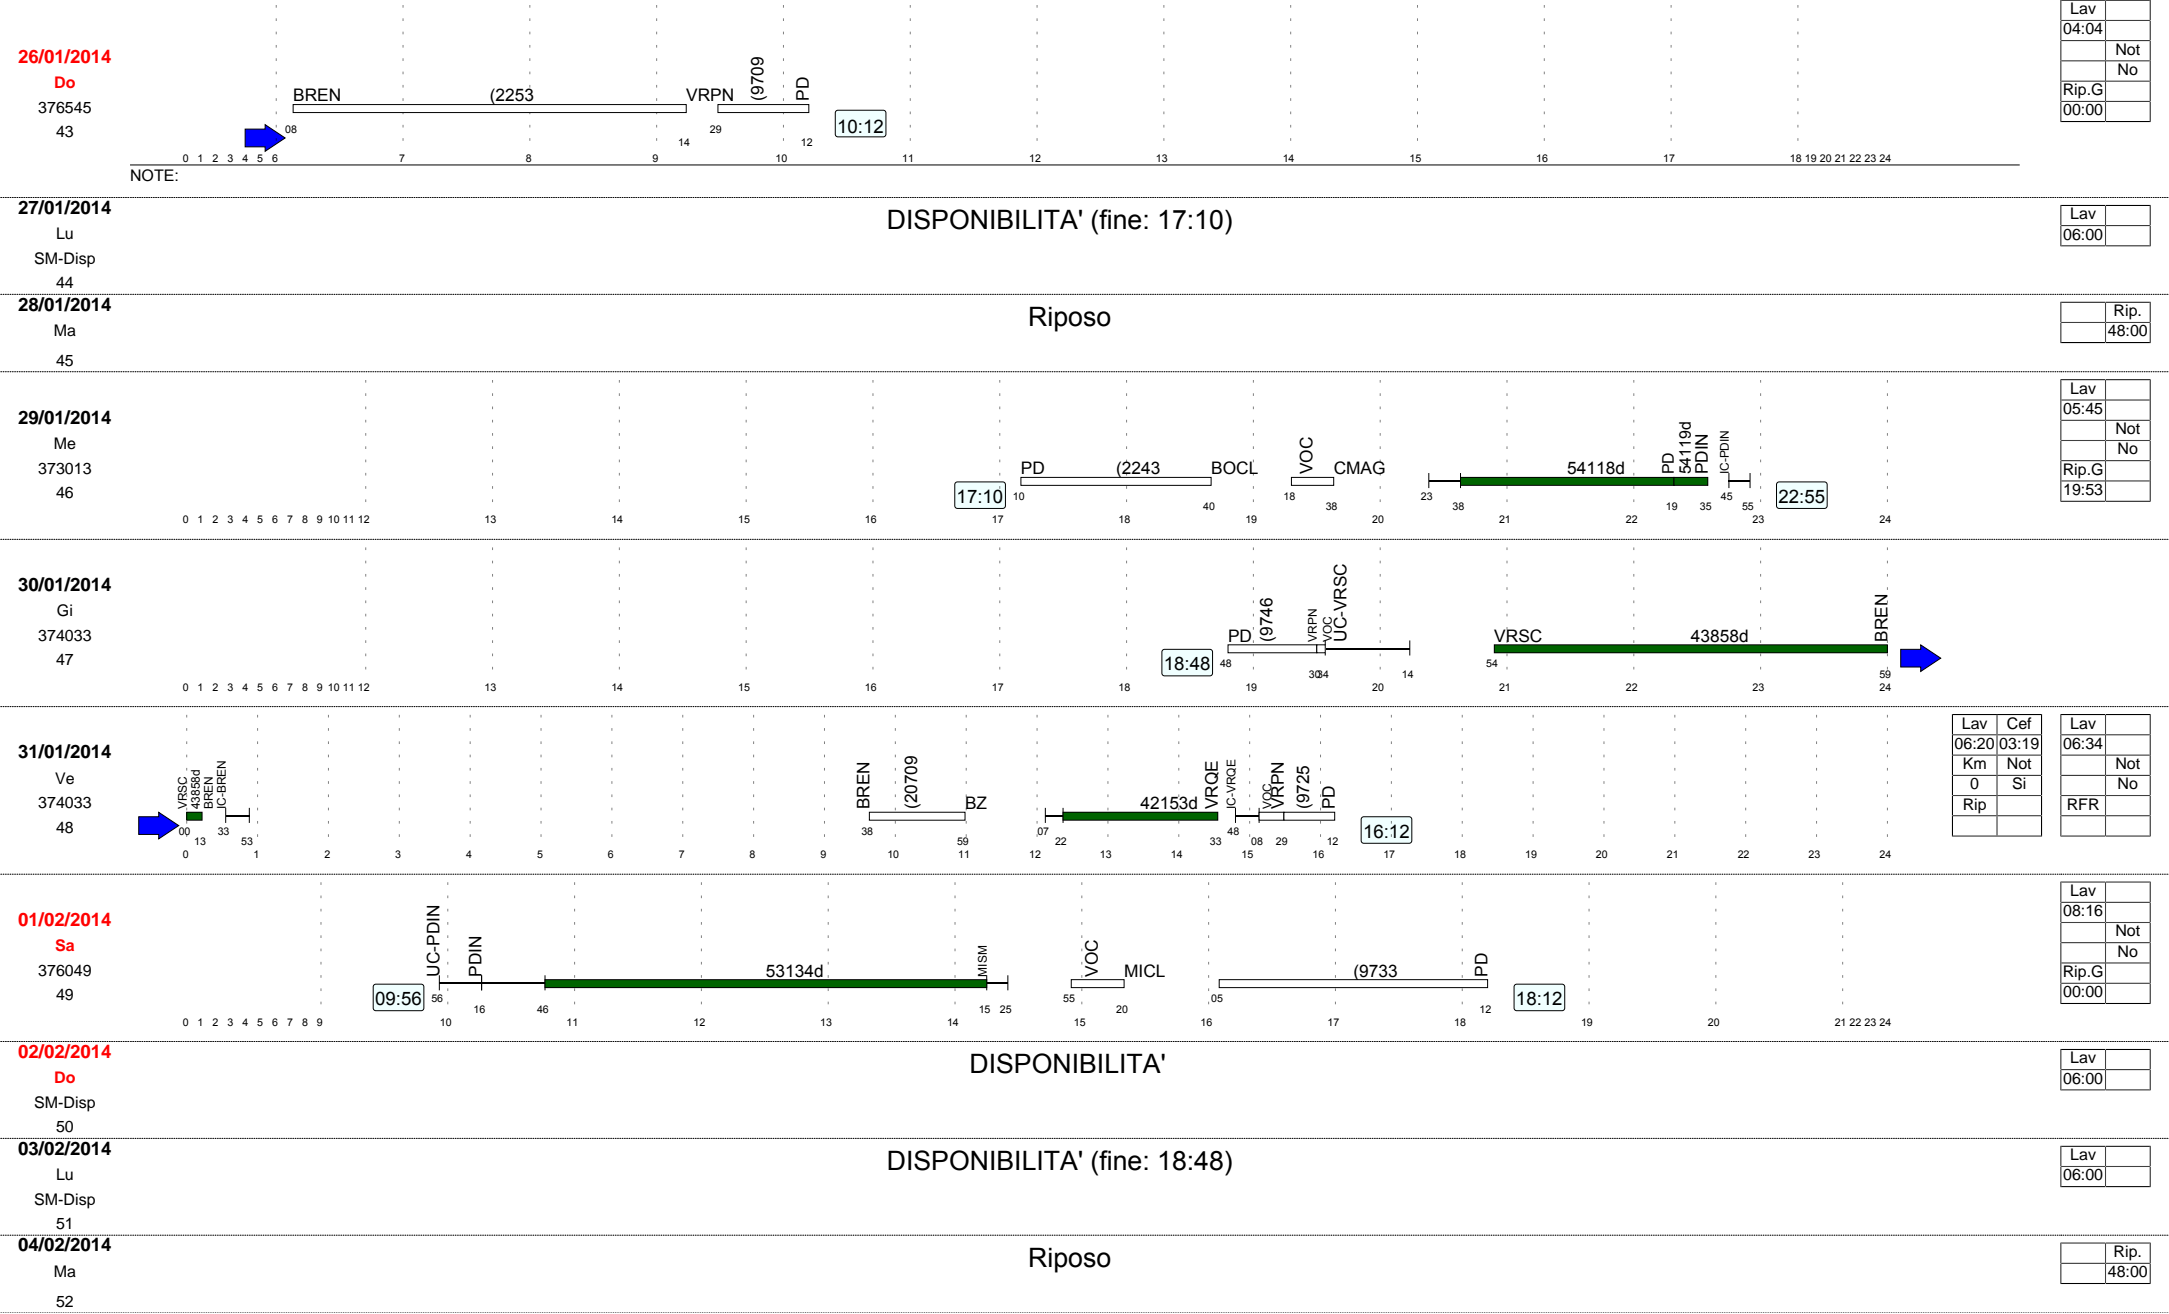 Lav
04:04
Not
No
Rip.G
00:00
26/01/2014
Do
376545
43
BREN (2253 VRPN (9709 PD
08 14 29 12
10:12
0 1 2 3 4 5 6 7 8 9 10 11 12 13 14 15 16 17 18 19 20 21 22 23 24
NOTE:
27/01/2014
Lu
SM-Disp
44
DISPONIBILITA' (fine: 17:10)
Lav
06:00
28/01/2014
Ma
45
Riposo
Rip.
48:00
29/01/2014
Me
373013
46
17:10
PD (2243 BOCL VOC CMAG 54118d PD 54119d PDIN IC-PDIN
10 40 18 38 23 38 19 35 45 55
22:55
0 1 2 3 4 5 6 7 8 9 10 11 12 13 14 15 16 17 18 19 20 21 22 23 24
Lav
05:45
Not
No
Rip.G
19:53
30/01/2014
Gi
374033
47
18:48
PD (9746 VRPN VOC UC-VRSC VRSC 43858d BREN
48 30 34 14 54 59
0 1 2 3 4 5 6 7 8 9 10 11 12 13 14 15 16 17 18 19 20 21 22 23 24
31/01/2014
Ve
374033
48
VRSC 43858d BREN IC-BREN BREN (20709 BZ 42153d VRQE IC-VRQE VOC VRPN (9725 PD
00 13 33 53 38 59 07 22 33 48 08 29 12
16:12
0 1 2 3 4 5 6 7 8 9 10 11 12 13 14 15 16 17 18 19 20 21 22 23 24
Lav Cef
06:20 03:19
Km Not
0 Si
Rip
Lav
06:34
Not
No
RFR
01/02/2014
Sa
376049
49
09:56
UC-PDIN PDIN 53134d MISM VOC MICL (9733 PD
56 16 46 15 25 55 20 05 12
18:12
0 1 2 3 4 5 6 7 8 9 10 11 12 13 14 15 16 17 18 19 20 21 22 23 24
Lav
08:16
Not
No
Rip.G
00:00
02/02/2014
Do
SM-Disp
50
DISPONIBILITA'
Lav
06:00
03/02/2014
Lu
SM-Disp
51
DISPONIBILITA' (fine: 18:48)
Lav
06:00
04/02/2014
Ma
52
Riposo
Rip.
48:00